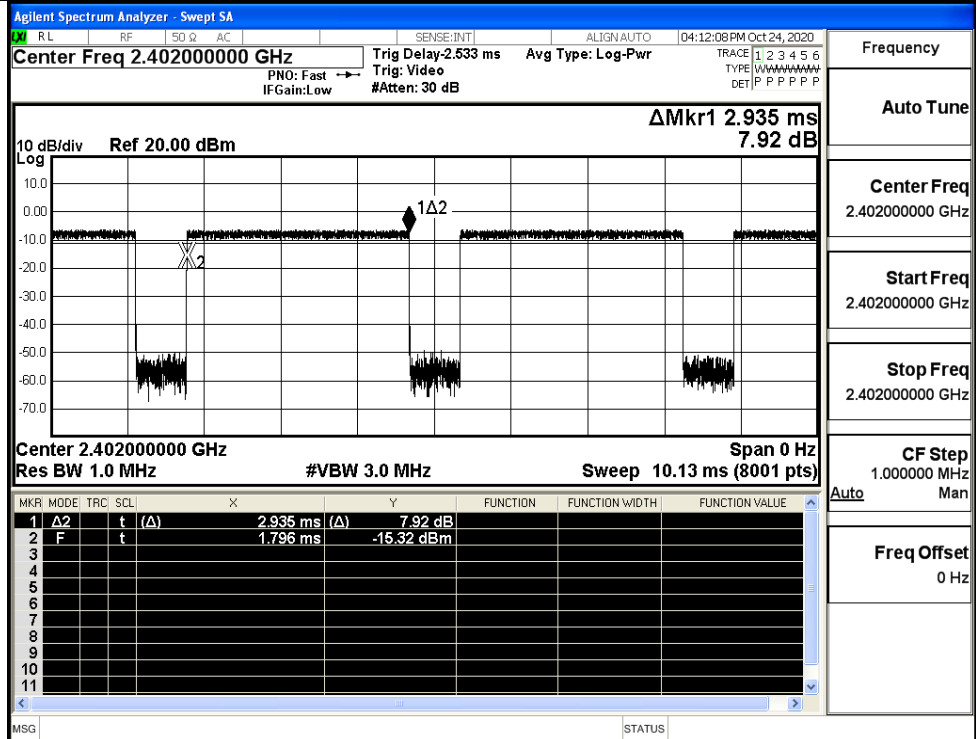 Agilent Spectrum Analyzer - Swept SA
LXI RL RF 50 Ω AC SENSE:INT ALIGN AUTO 04:12:08 PM Oct 24, 2020
Center Freq 2.402000000 GHz Trig Delay-2.533 ms Avg Type: Log-Pwr TRACE 1 2 3 4 5 6
PNO: Fast Trig: Video TYPE WWWWWW
IFGain:Low #Atten: 30 dB DET P P P P P P
Frequency
ΔMkr1 2.935 ms
7.92 dB
10 dB/div Ref 20.00 dBm
Log
10.0
0.00
-10.0
-20.0
-30.0
-40.0
-50.0
-60.0
-70.0
1Δ2
2
Center 2.402000000 GHz Span 0 Hz
Res BW 1.0 MHz #VBW 3.0 MHz Sweep 10.13 ms (8001 pts)
MKR MODE TRC SCL X Y FUNCTION FUNCTION WIDTH FUNCTION VALUE
1 Δ2 t (Δ) 2.935 ms (Δ) 7.92 dB
2 F t 1.796 ms -15.32 dBm
3
4
5
6
7
8
9
10
11
MSG STATUS
Auto Tune
Center Freq
2.402000000 GHz
Start Freq
2.402000000 GHz
Stop Freq
2.402000000 GHz
CF Step
1.000000 MHz
Auto Man
Freq Offset
0 Hz